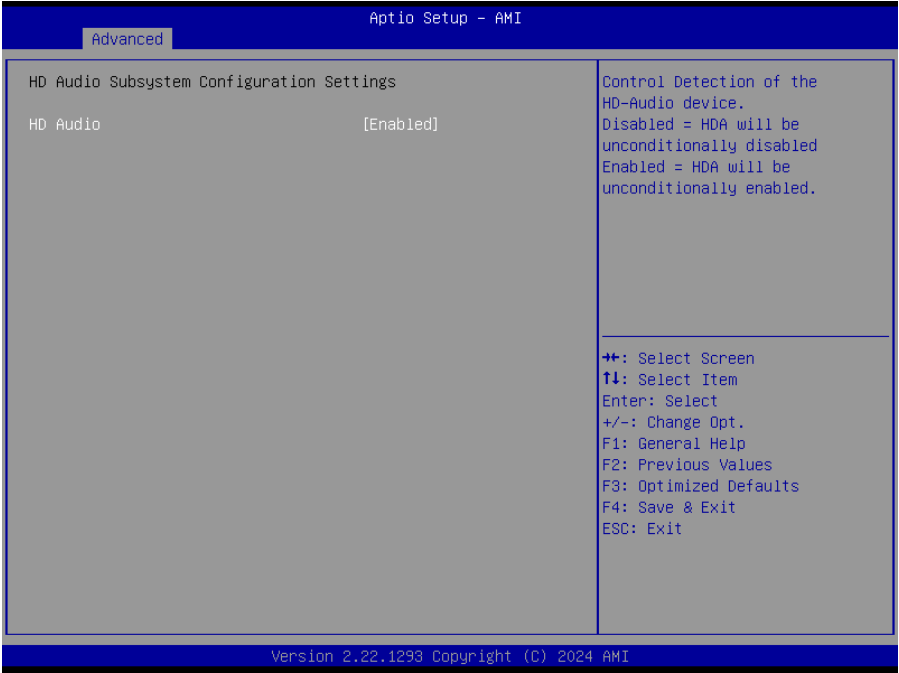 Aptio Setup - AMI
Advanced
HD Audio Subsystem Configuration Settings
HD Audio [Enabled]
Control Detection of the
HD-Audio device.
Disabled = HDA will be
unconditionally disabled
Enabled = HDA will be
unconditionally enabled.
→←: Select Screen
↑↓: Select Item
Enter: Select
+/-: Change Opt.
F1: General Help
F2: Previous Values
F3: Optimized Defaults
F4: Save & Exit
ESC: Exit
Version 2.22.1293 Copyright (C) 2024 AMI